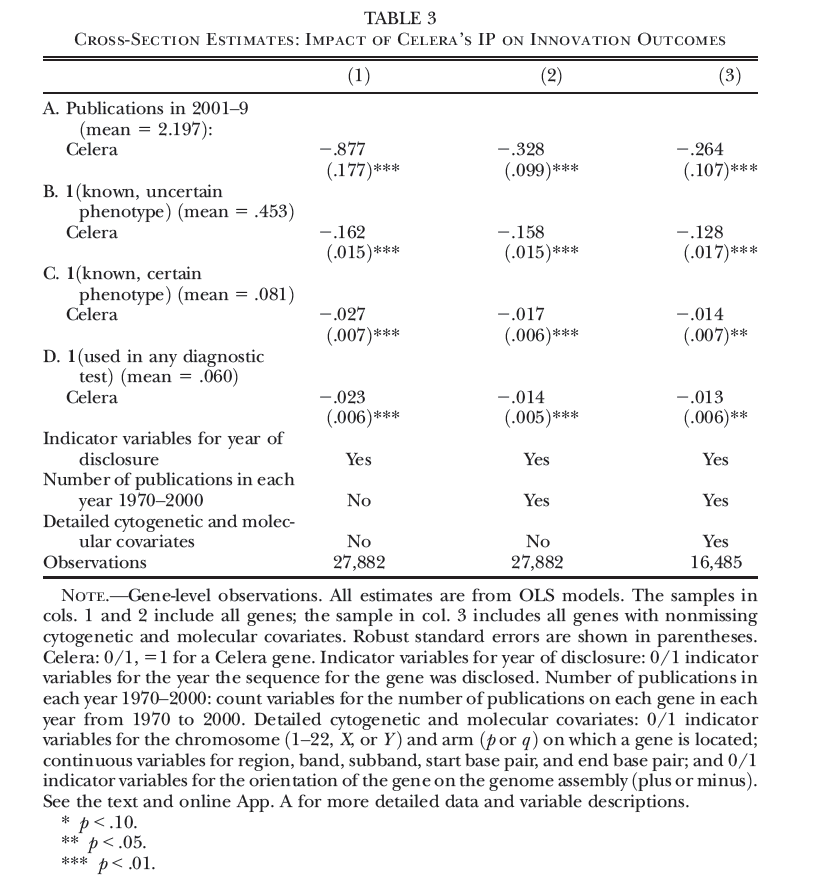 TABLE 3
CROSS-SECTION ESTIMATES: IMPACT OF CELERA'S IP ON INNOVATION OUTCOMES
(1) (2) (3)
A. Publications in 2001–9
(mean = 2.197):
Celera −.877 −.328 −.264
(.177)*** (.099)*** (.107)***
B. 1(known, uncertain
phenotype) (mean = .453)
Celera −.162 −.158 −.128
(.015)*** (.015)*** (.017)***
C. 1(known, certain
phenotype) (mean = .081)
Celera −.027 −.017 −.014
(.007)*** (.006)*** (.007)**
D. 1(used in any diagnostic
test) (mean = .060)
Celera −.023 −.014 −.013
(.006)*** (.005)*** (.006)**
Indicator variables for year of
disclosure Yes Yes Yes
Number of publications in each
year 1970–2000 No Yes Yes
Detailed cytogenetic and molec-
ular covariates No No Yes
Observations 27,882 27,882 16,485
NOTE.—Gene-level observations. All estimates are from OLS models. The samples in
cols. 1 and 2 include all genes; the sample in col. 3 includes all genes with nonmissing
cytogenetic and molecular covariates. Robust standard errors are shown in parentheses.
Celera: 0/1, =1 for a Celera gene. Indicator variables for year of disclosure: 0/1 indicator
variables for the year the sequence for the gene was disclosed. Number of publications in
each year 1970–2000: count variables for the number of publications on each gene in each
year from 1970 to 2000. Detailed cytogenetic and molecular covariates: 0/1 indicator
variables for the chromosome (1–22, X, or Y) and arm (p or q) on which a gene is located;
continuous variables for region, band, subband, start base pair, and end base pair; and 0/1
indicator variables for the orientation of the gene on the genome assembly (plus or minus).
See the text and online App. A for more detailed data and variable descriptions.
* p < .10.
** p < .05.
*** p < .01.